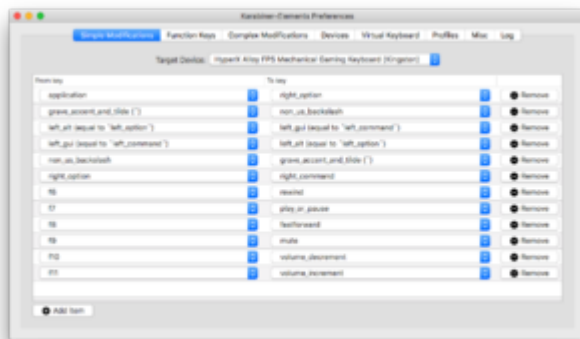 Karabiner-Elements Preferences
Simple Modifications Function Keys Complex Modifications Devices Virtual Keyboard Profiles Misc Log
Target Device: HyperX Alloy FPS Mechanical Gaming Keyboard (Kingston)
From key To key
application right_option Remove
grave_accent_and_tilde (`) non_us_backslash Remove
left_alt (equal to `left_option`) left_gui (equal to `left_command`) Remove
left_gui (equal to `left_command`) left_alt (equal to `left_option`) Remove
non_us_backslash grave_accent_and_tilde (`) Remove
right_option right_command Remove
f6 rewind Remove
f7 play_or_pause Remove
f8 fastforward Remove
f9 mute Remove
f10 volume_decrement Remove
f11 volume_increment Remove
Add item